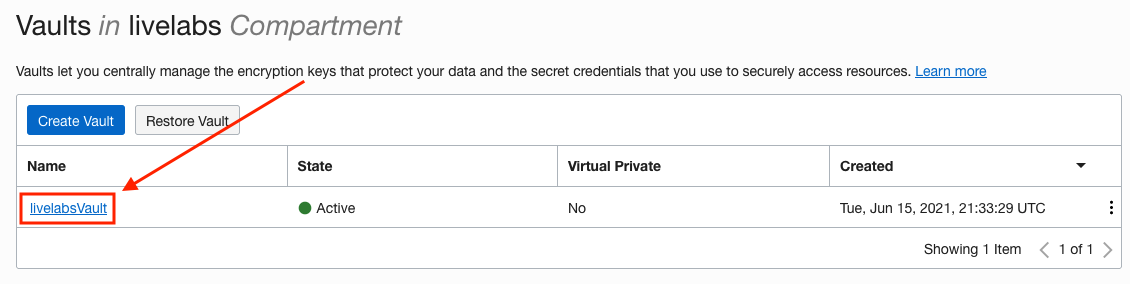 Vaults in livelabs Compartment
Vaults let you centrally manage the encryption keys that protect your data and the secret credentials that you use to securely access resources. Learn more
Create Vault Restore Vault
Name State Virtual Private Created
livelabsVault Active No Tue, Jun 15, 2021, 21:33:29 UTC
Showing 1 Item 1 of 1